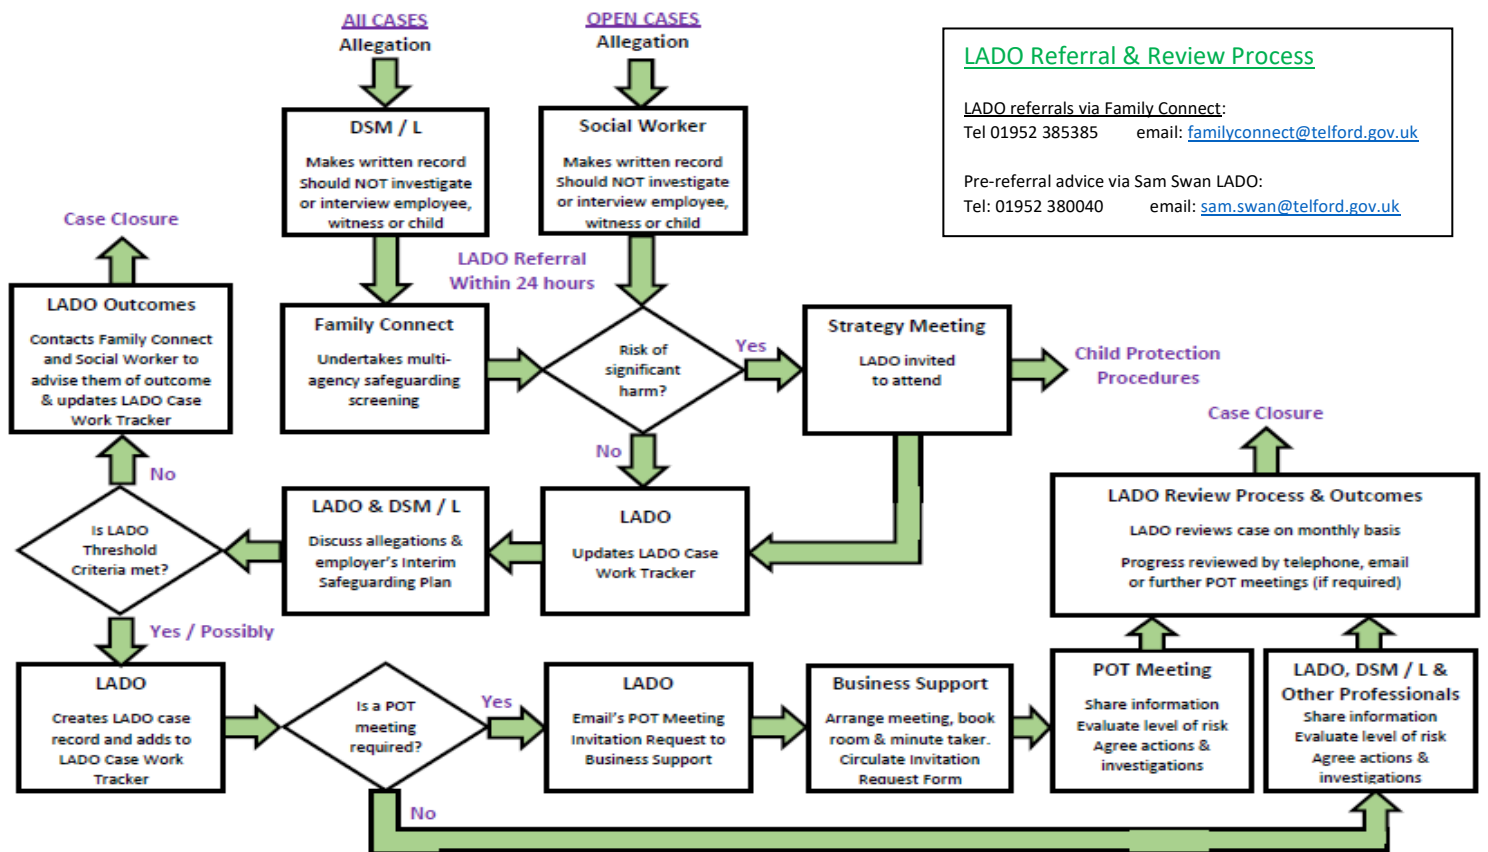 All CASES
Allegation
OPEN CASES
Allegation
LADO Referral & Review Process
LADO referrals via Family Connect:
Tel 01952 385385 email: familyconnect@telford.gov.uk
Pre-referral advice via Sam Swan LADO:
Tel: 01952 380040 email: sam.swan@telford.gov.uk
DSM / L
Makes written record
Should NOT investigate
or interview employee,
witness or child
Social Worker
Makes written record
Should NOT investigate
or interview employee,
witness or child
LADO Referral
Within 24 hours
Case Closure
LADO Outcomes
Contacts Family Connect
and Social Worker to
advise them of outcome
& updates LADO Case
Work Tracker
Family Connect
Undertakes multi-
agency safeguarding
screening
Risk of
significant
harm?
Yes
Strategy Meeting
LADO invited
to attend
Child Protection
Procedures
Case Closure
No
No
Is LADO
Threshold
Criteria met?
LADO & DSM / L
Discuss allegations &
employer's Interim
Safeguarding Plan
LADO
Updates LADO Case
Work Tracker
LADO Review Process & Outcomes
LADO reviews case on monthly basis
Progress reviewed by telephone, email
or further POT meetings (if required)
Yes / Possibly
LADO
Creates LADO case
record and adds to
LADO Case Work
Tracker
Is a POT
meeting
required?
Yes
LADO
Email's POT Meeting
Invitation Request to
Business Support
Business Support
Arrange meeting, book
room & minute taker.
Circulate Invitation
Request Form
POT Meeting
Share information
Evaluate level of risk
Agree actions &
investigations
LADO, DSM / L &
Other Professionals
Share information
Evaluate level of risk
Agree actions &
investigations
No